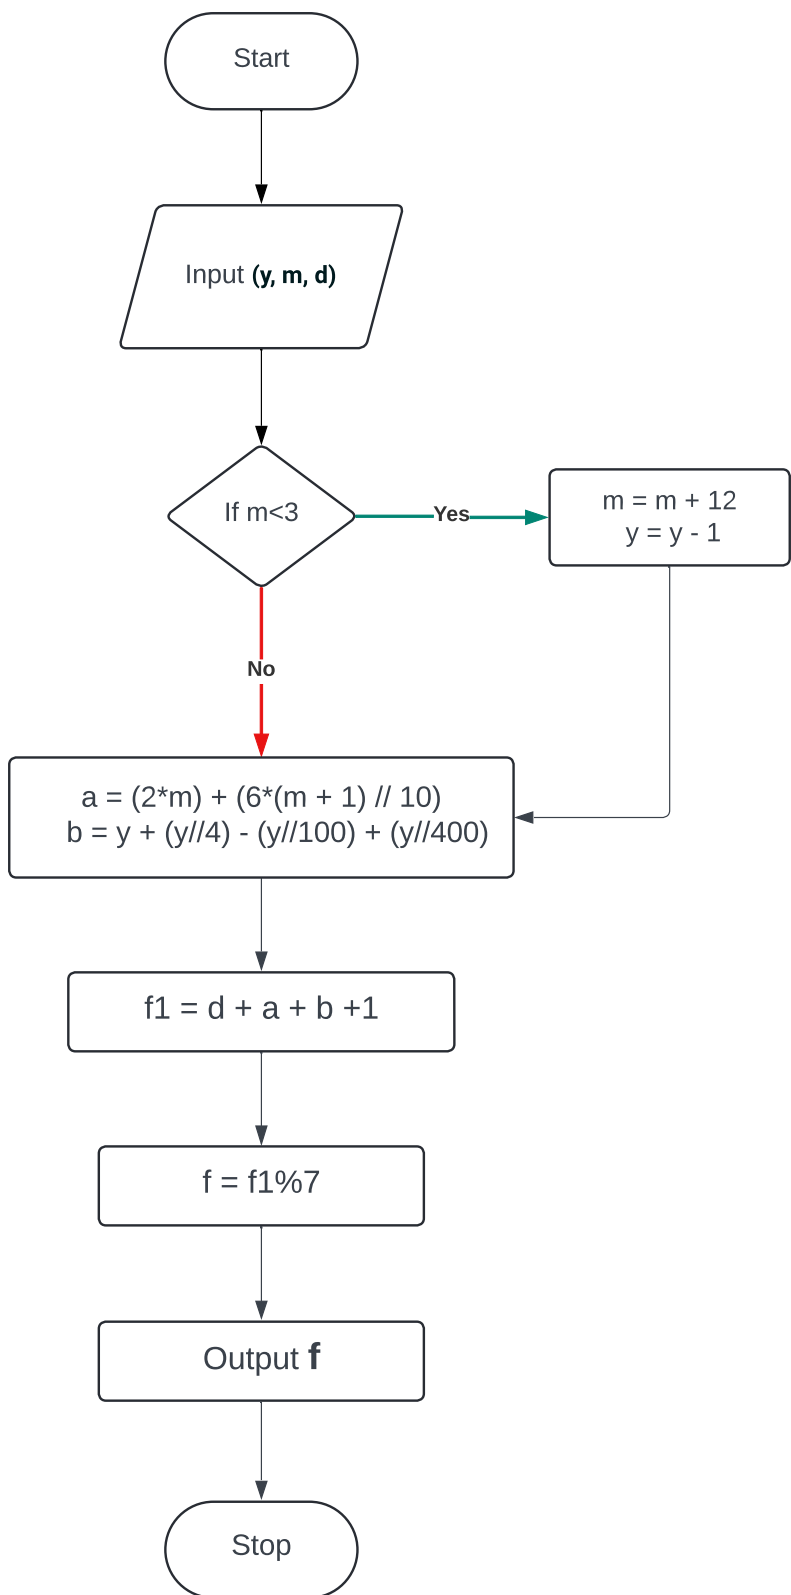 Start
Input (y, m, d)
If m<3
Yes
m = m + 12
y = y - 1
No
a = (2*m) + (6*(m + 1) // 10)
b = y + (y//4) - (y//100) + (y//400)
f1 = d + a + b +1
f = f1%7
Output f
Stop